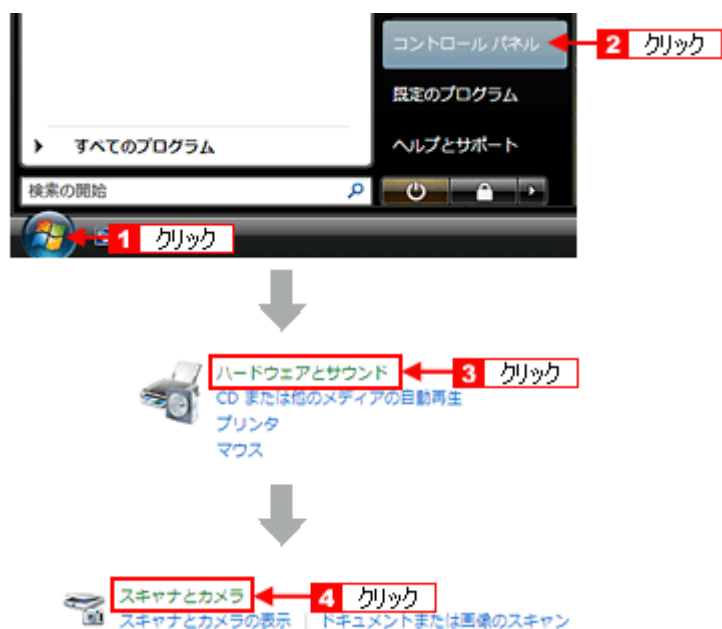 コントロール パネル
2 クリック
既定のプログラム
すべてのプログラム
ヘルプとサポート
検索の開始
1 クリック
ハードウェアとサウンド
3 クリック
CD または他のメディアの自動再生
プリンタ
マウス
スキャナとカメラ
4 クリック
スキャナとカメラの表示 | ドキュメントまたは画像のスキャン